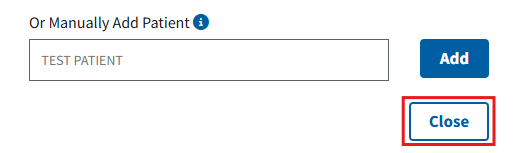 Or Manually Add Patient
TEST PATIENT
Add
Close